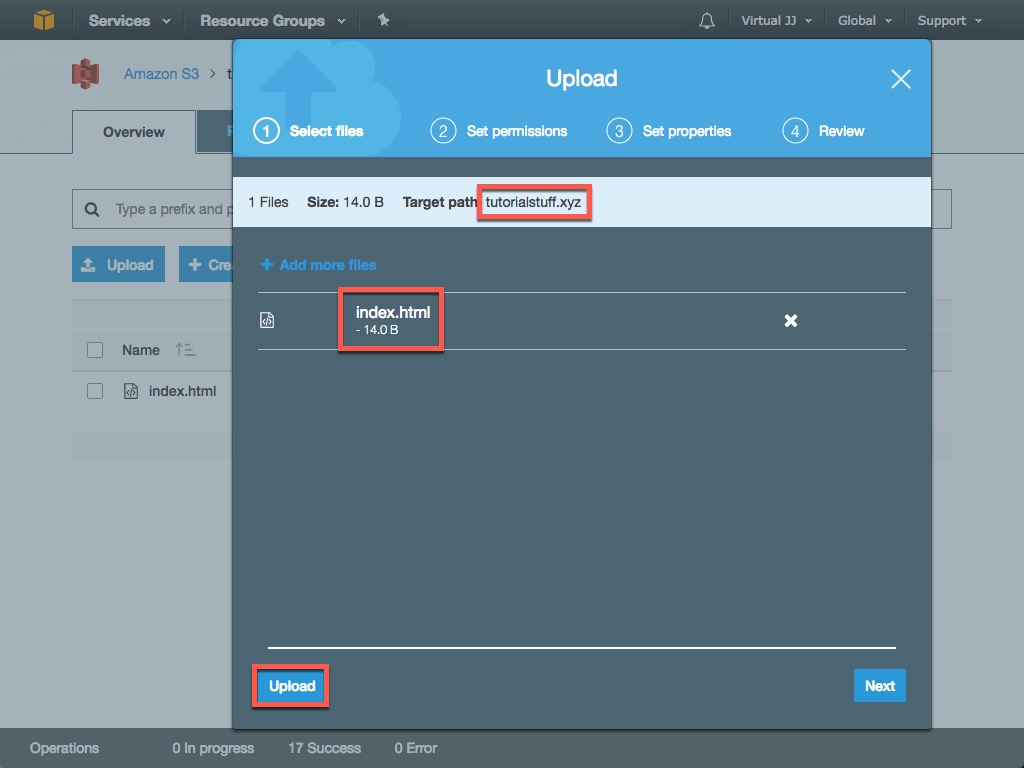 Services Resource Groups Virtual JJ Global Support
Amazon S3 > t
Upload
1 Select files 2 Set permissions 3 Set properties 4 Review
Overview
1 Files Size: 14.0 B Target path tutorialstuff.xyz
Type a prefix and p
Upload + Cre
+ Add more files
index.html
- 14.0 B
Name
index.html
Upload Next
Operations 0 In progress 17 Success 0 Error